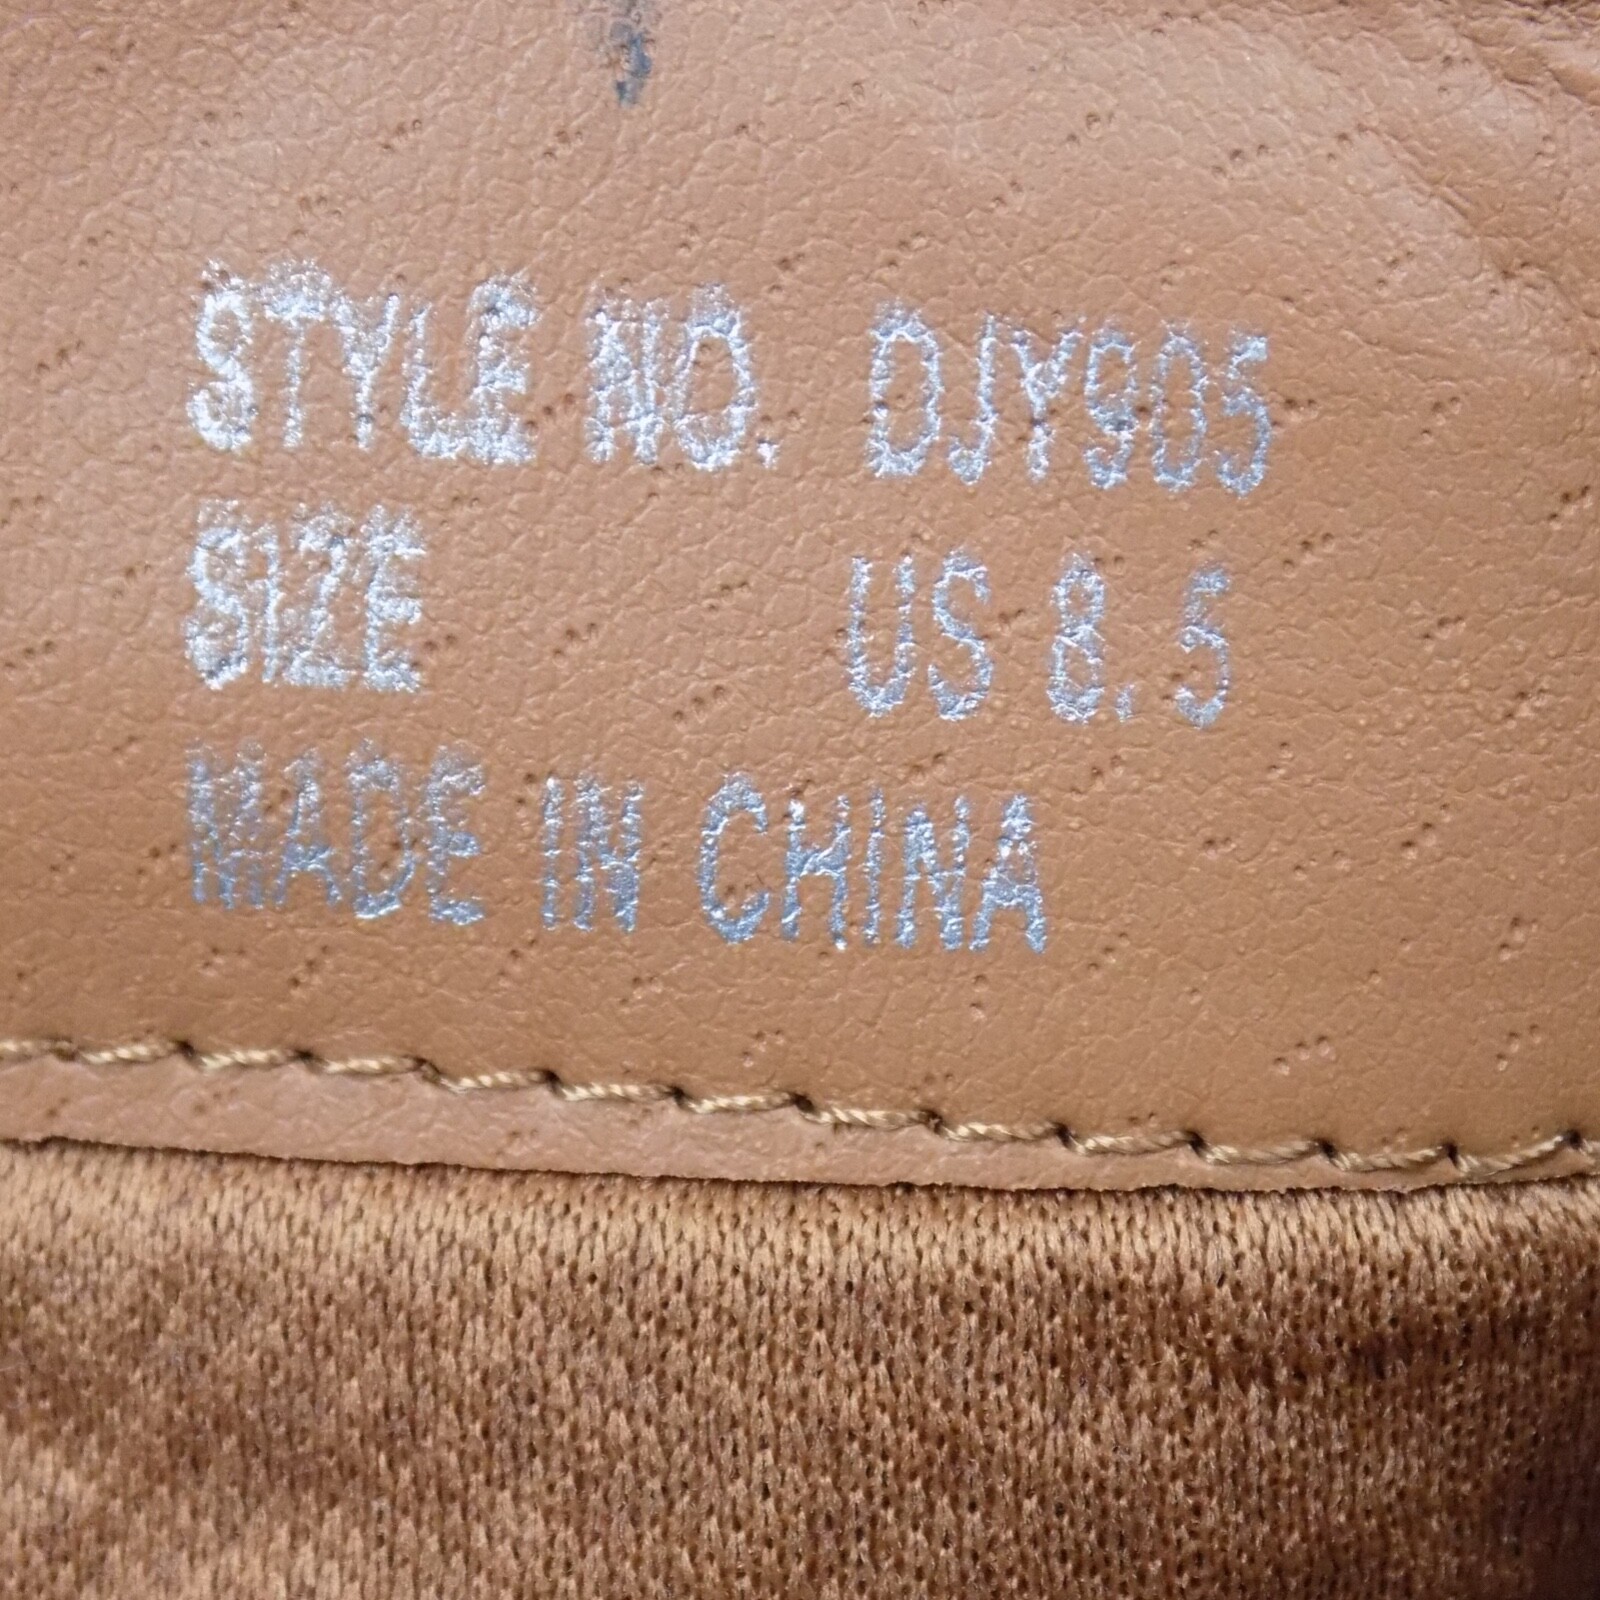 STYLE NO. DJY905
SIZE US 8.5
MADE IN CHINA